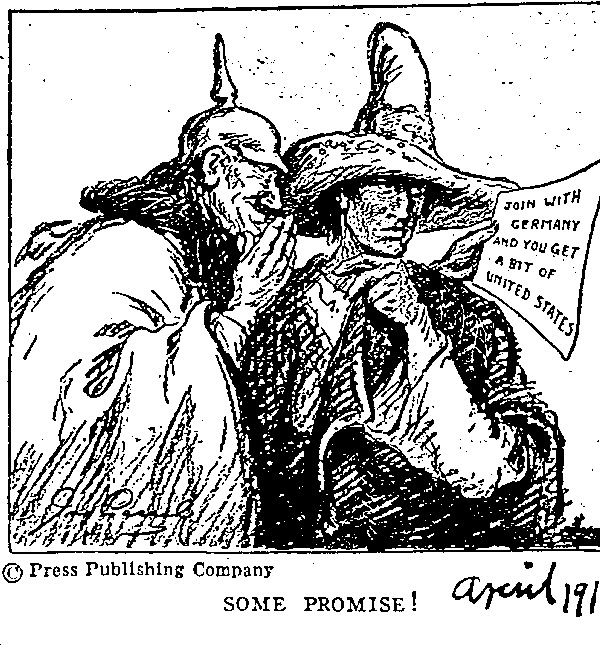 JOIN WITH
GERMANY
AND YOU GET
A BIT OF
UNITED STATES
© Press Publishing Company
SOME PROMISE!
April 191